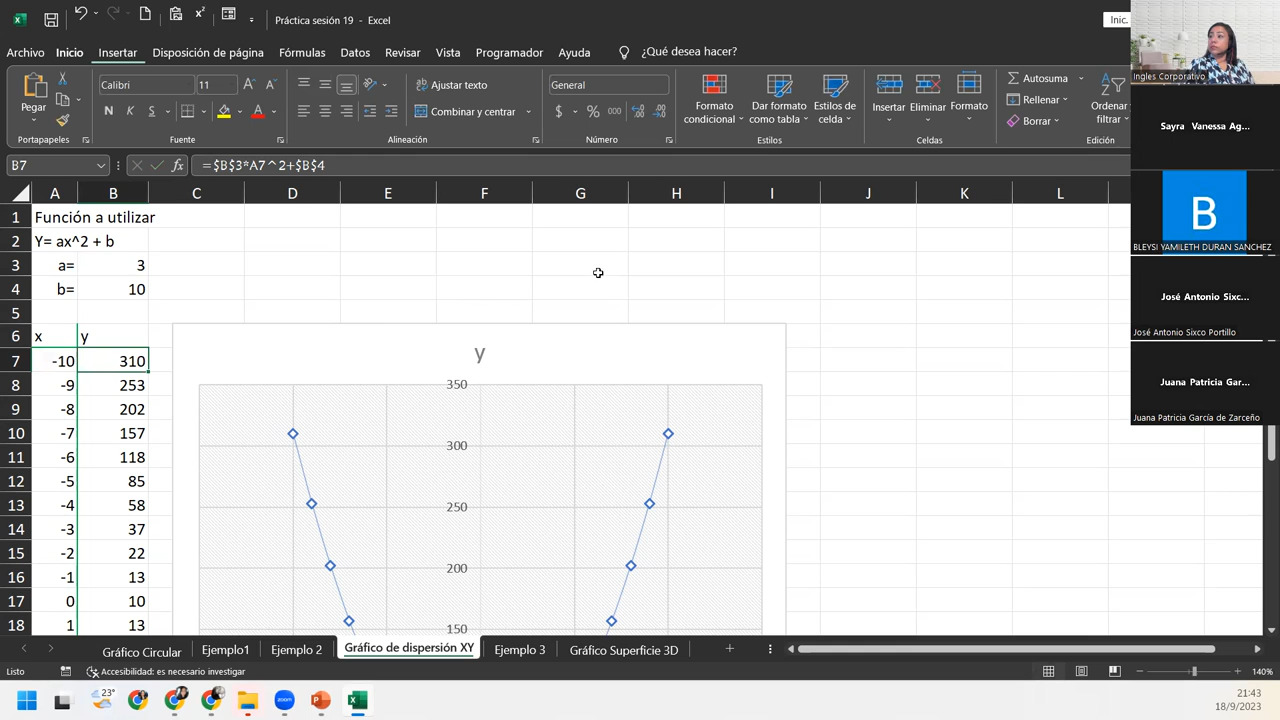 Práctica sesión 19 - Excel
Inic.
Archivo Inicio Insertar Disposición de página Fórmulas Datos Revisar Vista Programador Ayuda ¿Qué desea hacer?
Pegar
Calibri 11
N K S
Ajustar texto
Combinar y centrar
General
$ % 000
Formato condicional
Dar formato como tabla
Estilos de celda
Insertar Eliminar Formato
Autosuma
Rellenar
Borrar
Ordenar
filtrar
Portapapeles Fuente Alineación Número Estilos Celdas Edición
B7 fx =$B$3*A7^2+$B$4
A B C D E F G H I J K L
1 Función a utilizar
2 Y= ax^2 + b
3 a= 3
4 b= 10
5
6 x y
7 -10 310
8 -9 253
9 -8 202
10 -7 157
11 -6 118
12 -5 85
13 -4 58
14 -3 37
15 -2 22
16 -1 13
17 0 10
18 1 13
y
350
300
250
200
150
Ingles Corporativo
Sayra Vanessa Ag...
B
BLEYSI YAMILETH DURAN SANCHEZ
José Antonio Sixc...
José Antonio Sixco Portillo
Juana Patricia Gar...
Juana Patricia García de Zarceño
Gráfico Circular Ejemplo1 Ejemplo 2 Gráfico de dispersión XY Ejemplo 3 Gráfico Superficie 3D
Listo Accesibilidad: es necesario investigar 140%
23°
zoom
21:43
18/9/2023